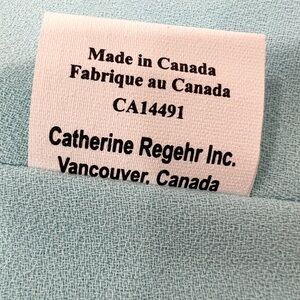 Made in Canada
Fabrique au Canada
CA14491
Catherine Regehr Inc.
Vancouver, Canada